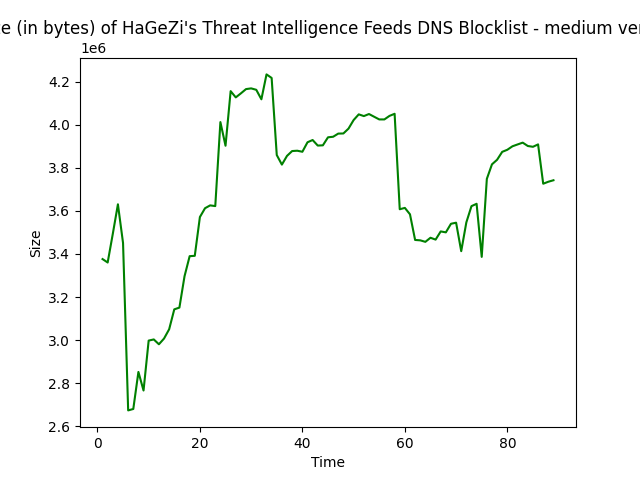 (in bytes) of HaGeZi's Threat Intelligence Feeds DNS Blocklist - medium
1e6
4.2
4.0
3.8
3.6
3.4
3.2
3.0
2.8
2.6
Size
0 20 40 60 80
Time